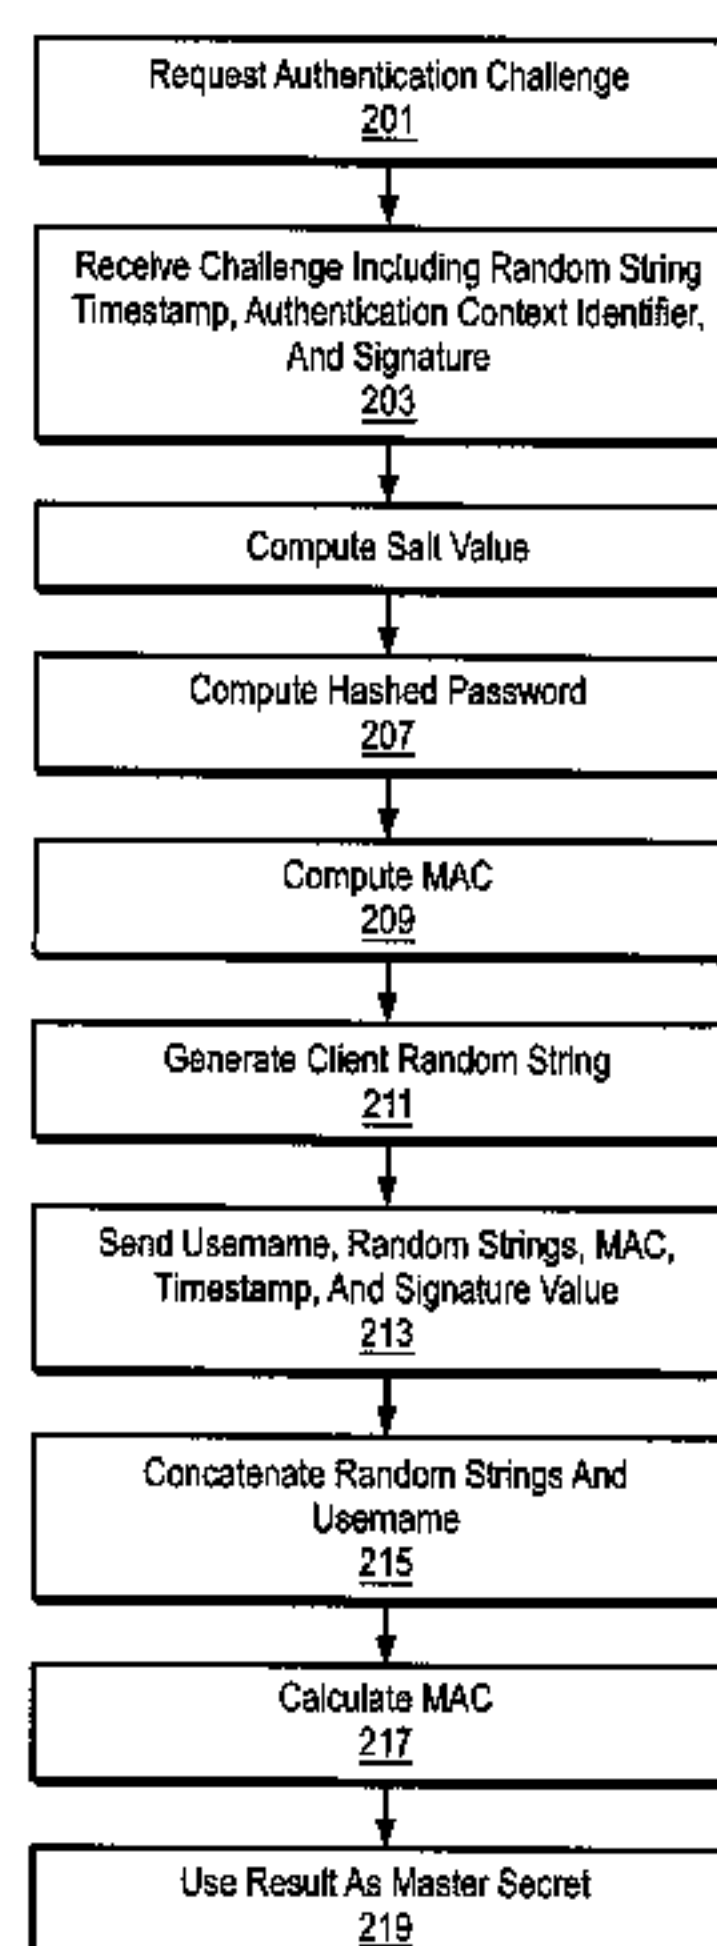 Request Authentication Challenge
201
Receive Challenge Including Random String
Timestamp, Authentication Context Identifier,
And Signature
203
Compute Salt Value
Compute Hashed Password
207
Compute MAC
209
Generate Client Random String
211
Send Username, Random Strings, MAC,
Timestamp, And Signature Value
213
Concatenate Random Strings And
Username
215
Calculate MAC
217
Use Result As Master Secret
219